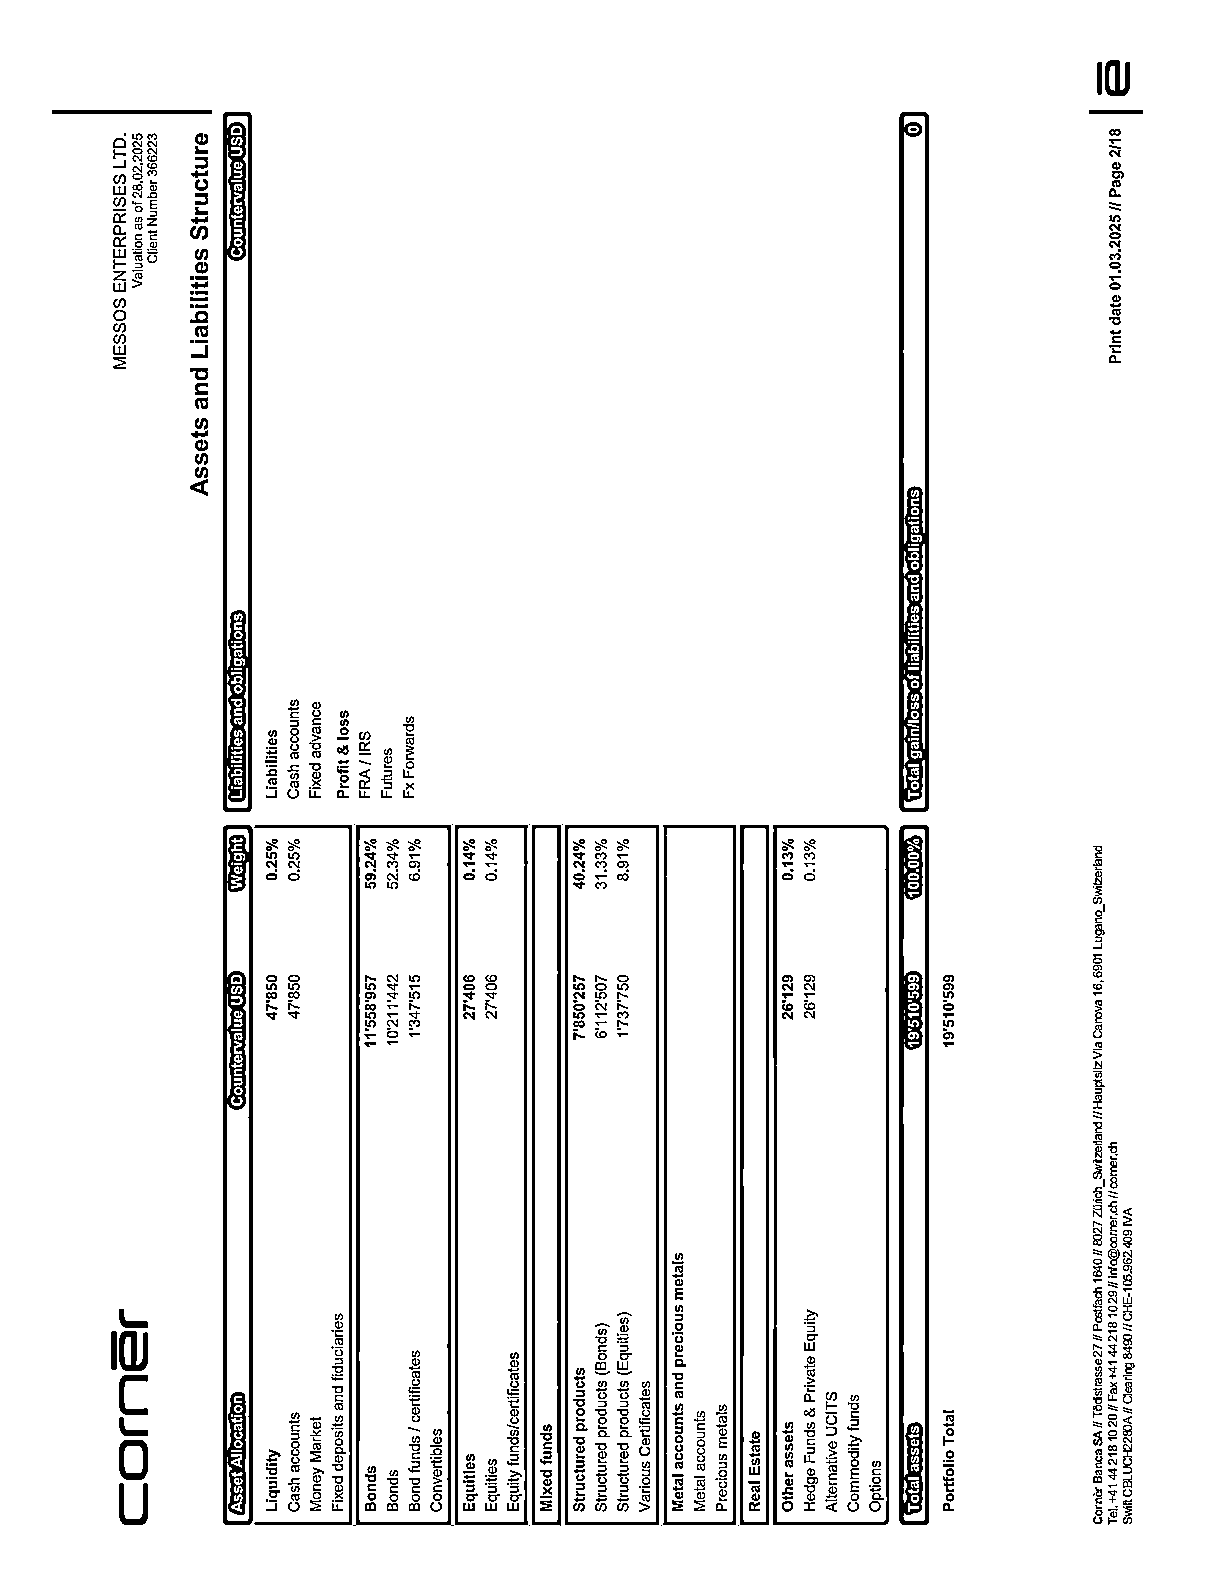 cornèr
MESSOS ENTERPRISES LTD.
Valuation as of 28.02.2025
Client Number 366223
Assets and Liabilities Structure
Asset Allocation Countervalue USD Weight
Liquidity 47'850 0.25%
Cash accounts 47'850 0.25%
Money Market
Fixed deposits and fiduciaries
Bonds 11'558'957 59.24%
Bonds 10'211'442 52.34%
Bond funds / certificates 1'347'515 6.91%
Convertibles
Equities 27'406 0.14%
Equities 27'406 0.14%
Equity funds/certificates
Mixed funds
Structured products 7'850'257 40.24%
Structured products (Bonds) 6'112'507 31.33%
Structured products (Equities) 1'737'750 8.91%
Various Certificates
Metal accounts and precious metals
Metal accounts
Precious metals
Real Estate
Other assets 26'129 0.13%
Hedge Funds & Private Equity 26'129 0.13%
Alternative UCITS
Commodity funds
Options
Total assets 19'510'599 100.00%
Portfolio Total 19'510'599
Liabilities and obligations Countervalue USD
Liabilities
Cash accounts
Fixed advance
Profit & loss
FRA / IRS
Futures
Fx Forwards
Total gain/loss of liabilities and obligations 0
Cornèr Banca SA // Tödistrasse 27 // Postfach 1640 // 8027 Zürich_Switzerland // Hauptsitz Via Canova 16, 6901 Lugano_Switzerland
Tel. +41 44 218 10 20 // Fax +41 44 218 10 29 // info@corner.ch // corner.ch
Swift CBLUCH2280A // Clearing 8490 // CHE-105.962.409 IVA
Print date 01.03.2025 // Page 2/18